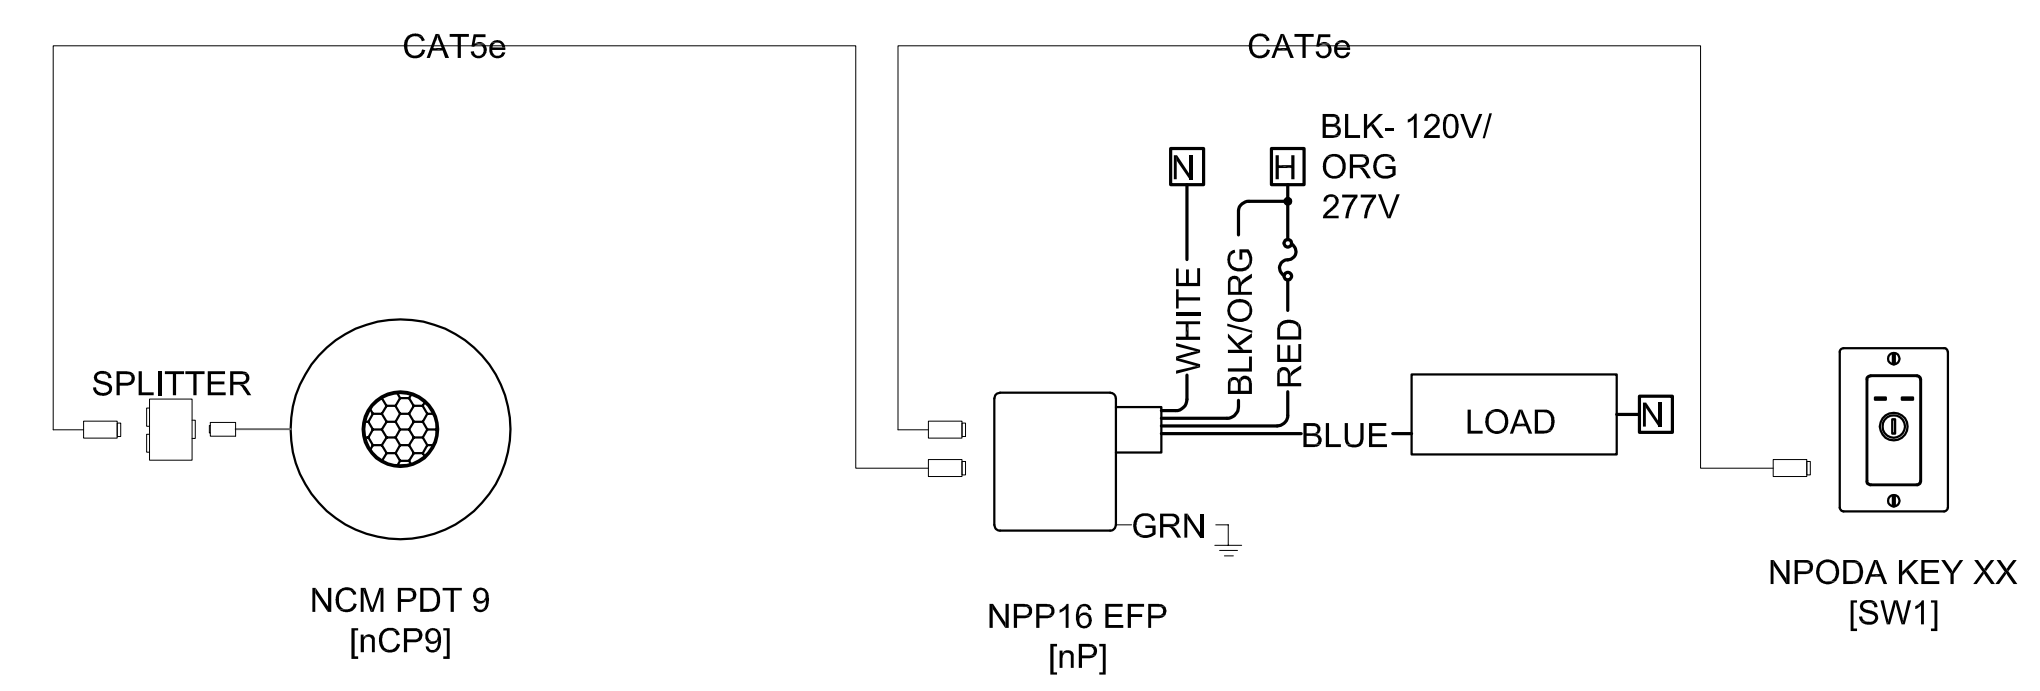 CAT5e
CAT5e
BLK- 120V/
ORG
277V
N
H
WHITE
BLK/ORG
RED
SPLITTER
BLUE
LOAD
N
GRN
NCM PDT 9
[nCP9]
NPP16 EFP
[nP]
NPODA KEY XX
[SW1]